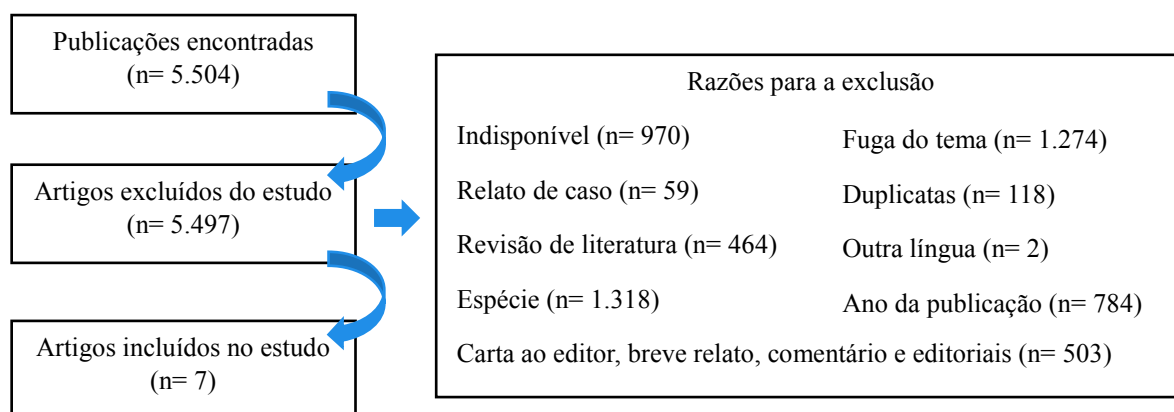 Publicações encontradas
(n= 5.504)
Artigos excluídos do estudo
(n= 5.497)
Artigos incluídos no estudo
(n= 7)
Razões para a exclusão
Indisponível (n= 970)
Fuga do tema (n= 1.274)
Relato de caso (n= 59)
Duplicatas (n= 118)
Revisão de literatura (n= 464)
Outra língua (n= 2)
Espécie (n= 1.318)
Ano da publicação (n= 784)
Carta ao editor, breve relato, comentário e editoriais (n= 503)